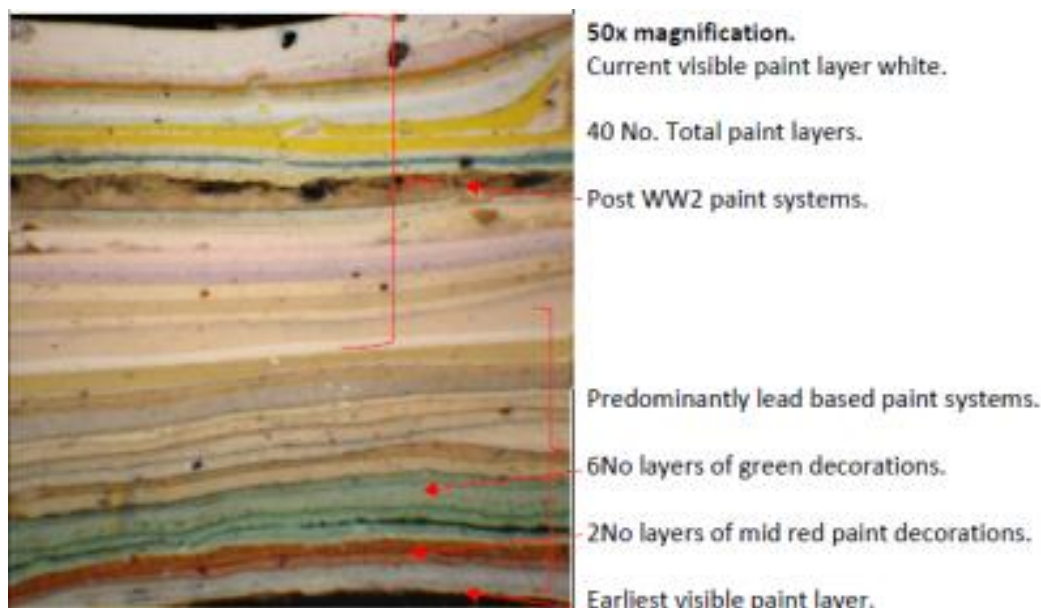 50x magnification.
Current visible paint layer white.
40 No. Total paint layers.
Post WW2 paint systems.
Predominantly lead based paint systems.
6No layers of green decorations.
2No layers of mid red paint decorations.
Earliest visible paint layer.